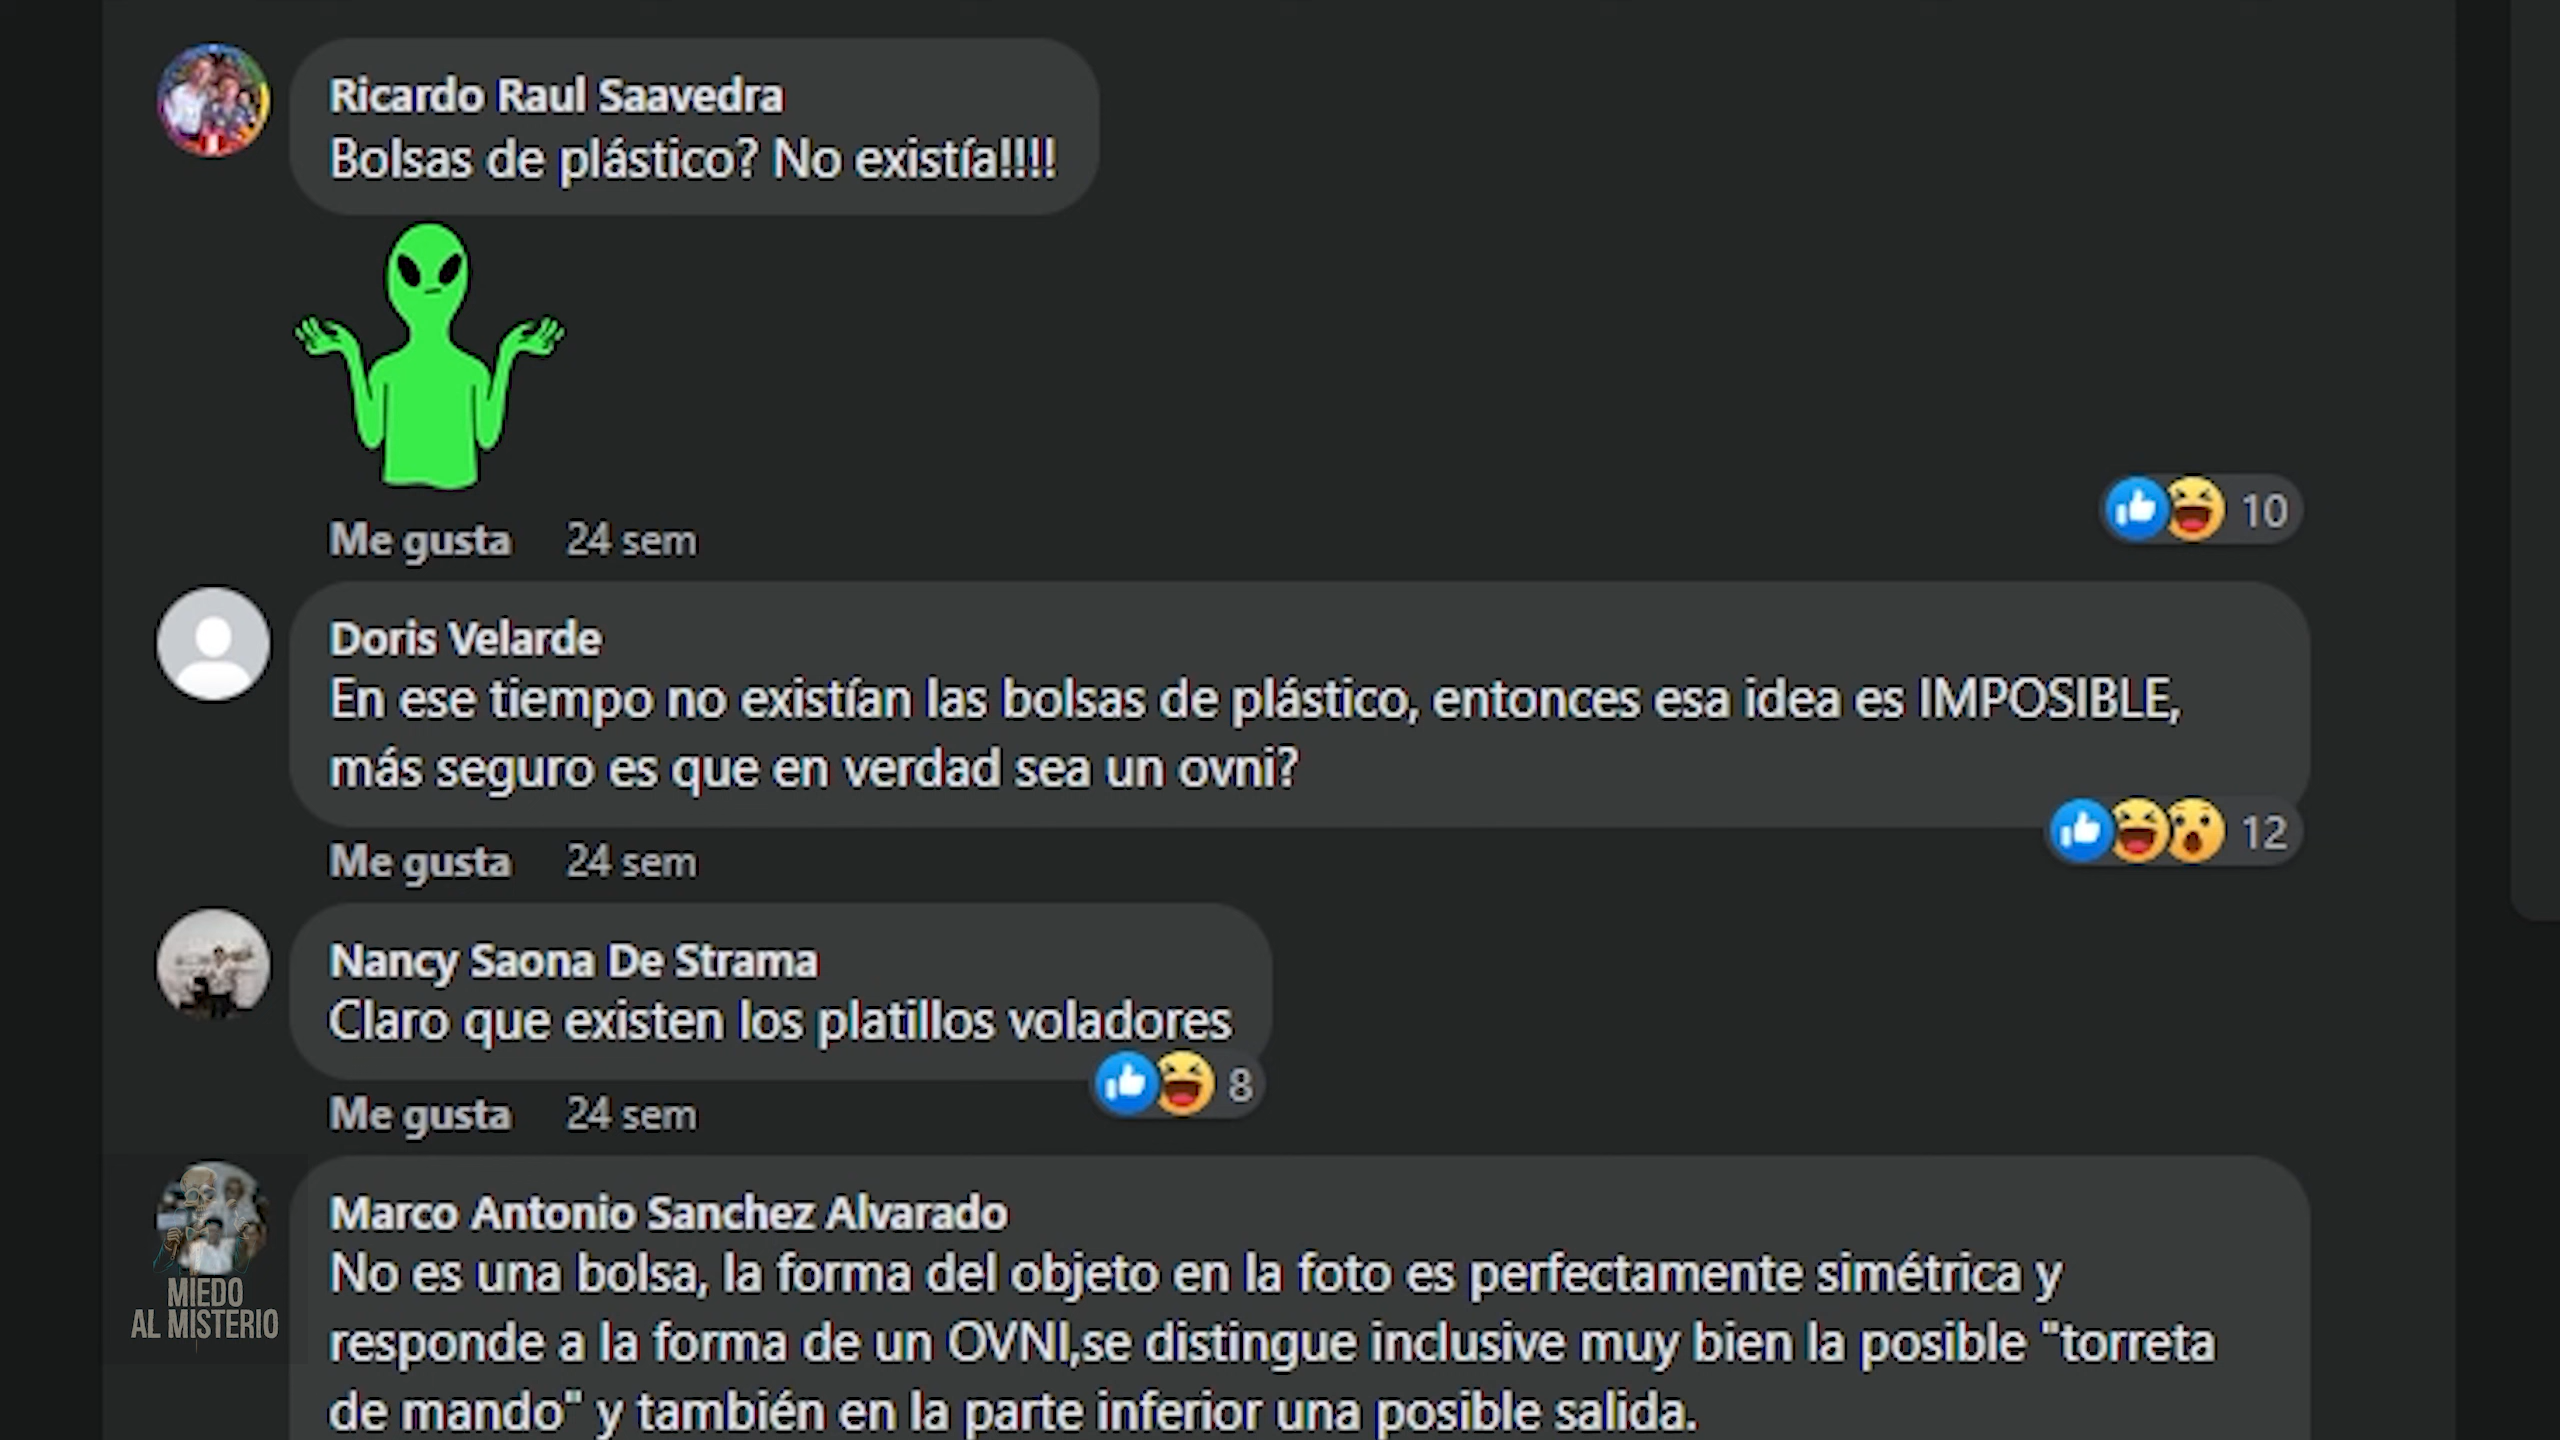 Ricardo Raul Saavedra
Bolsas de plástico? No existía!!!!
Me gusta 24 sem
10
Doris Velarde
En ese tiempo no existían las bolsas de plástico, entonces esa idea es IMPOSIBLE,
más seguro es que en verdad sea un ovni?
12
Me gusta 24 sem
Nancy Saona De Strama
Claro que existen los platillos voladores
8
Me gusta 24 sem
Marco Antonio Sanchez Alvarado
No es una bolsa, la forma del objeto en la foto es perfectamente simétrica y
responde a la forma de un OVNI,se distingue inclusive muy bien la posible "torreta
de mando" y también en la parte inferior una posible salida.
MIEDO
AL MISTERIO